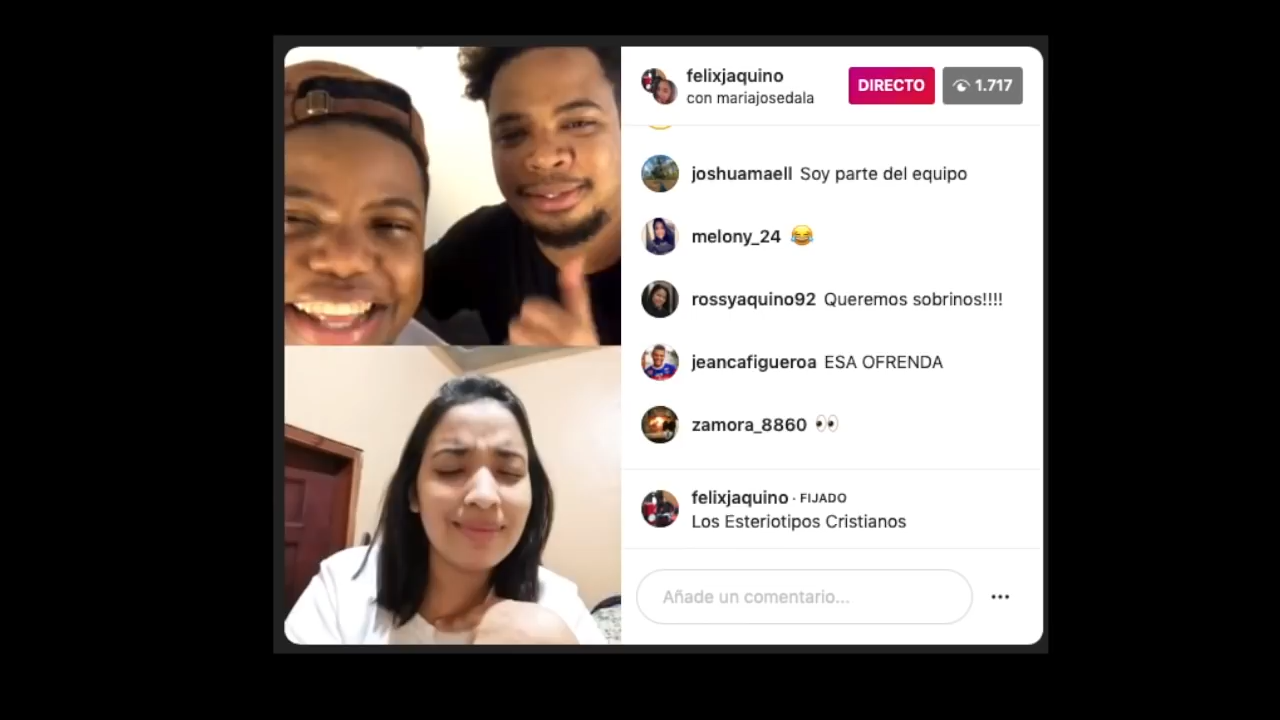 felixjaquino
con mariajosedala
DIRECTO
1.717
joshuamaell Soy parte del equipo
melony_24 😂
rossyaquino92 Queremos sobrinos!!!!
jeancafigueroa ESA OFRENDA
zamora_8860 👀
felixjaquino · FIJADO
Los Esteriotipos Cristianos
Añade un comentario...